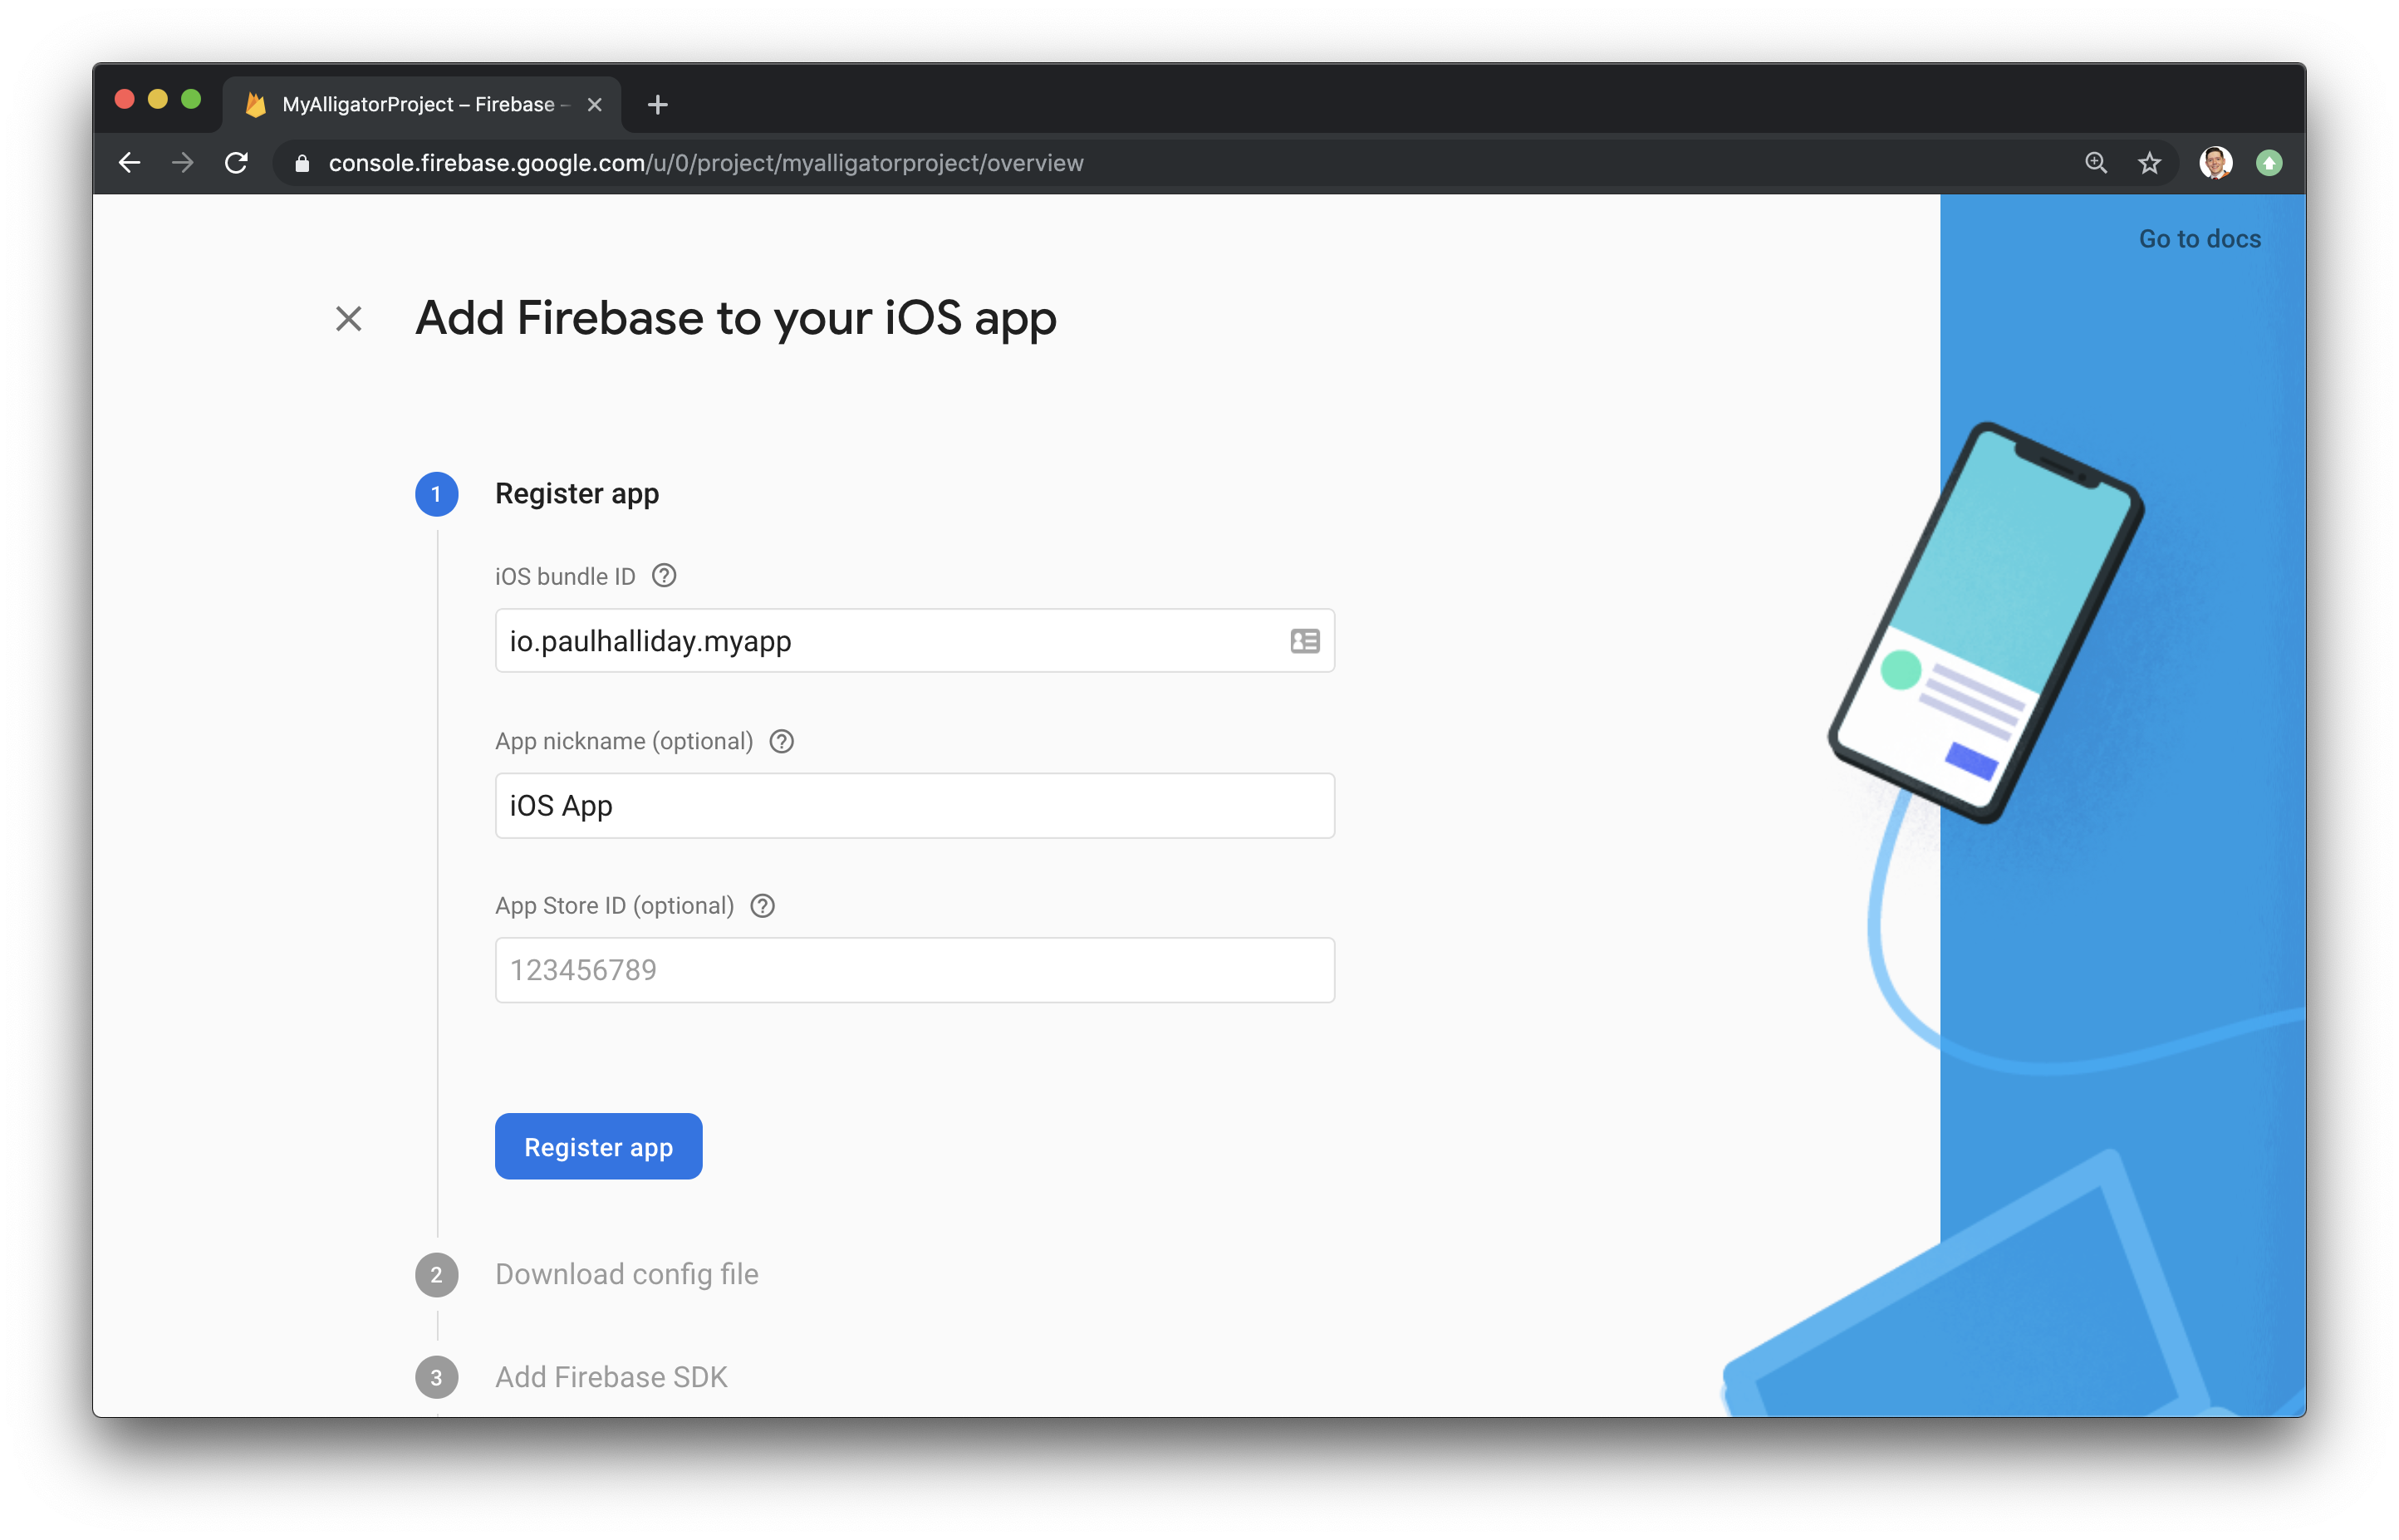 MyAlligatorProject – Firebase –
console.firebase.google.com/u/0/project/myalligatorproject/overview
Go to docs
Add Firebase to your iOS app
1 Register app
iOS bundle ID
io.paulhalliday.myapp
App nickname (optional)
iOS App
App Store ID (optional)
123456789
Register app
2 Download config file
3 Add Firebase SDK